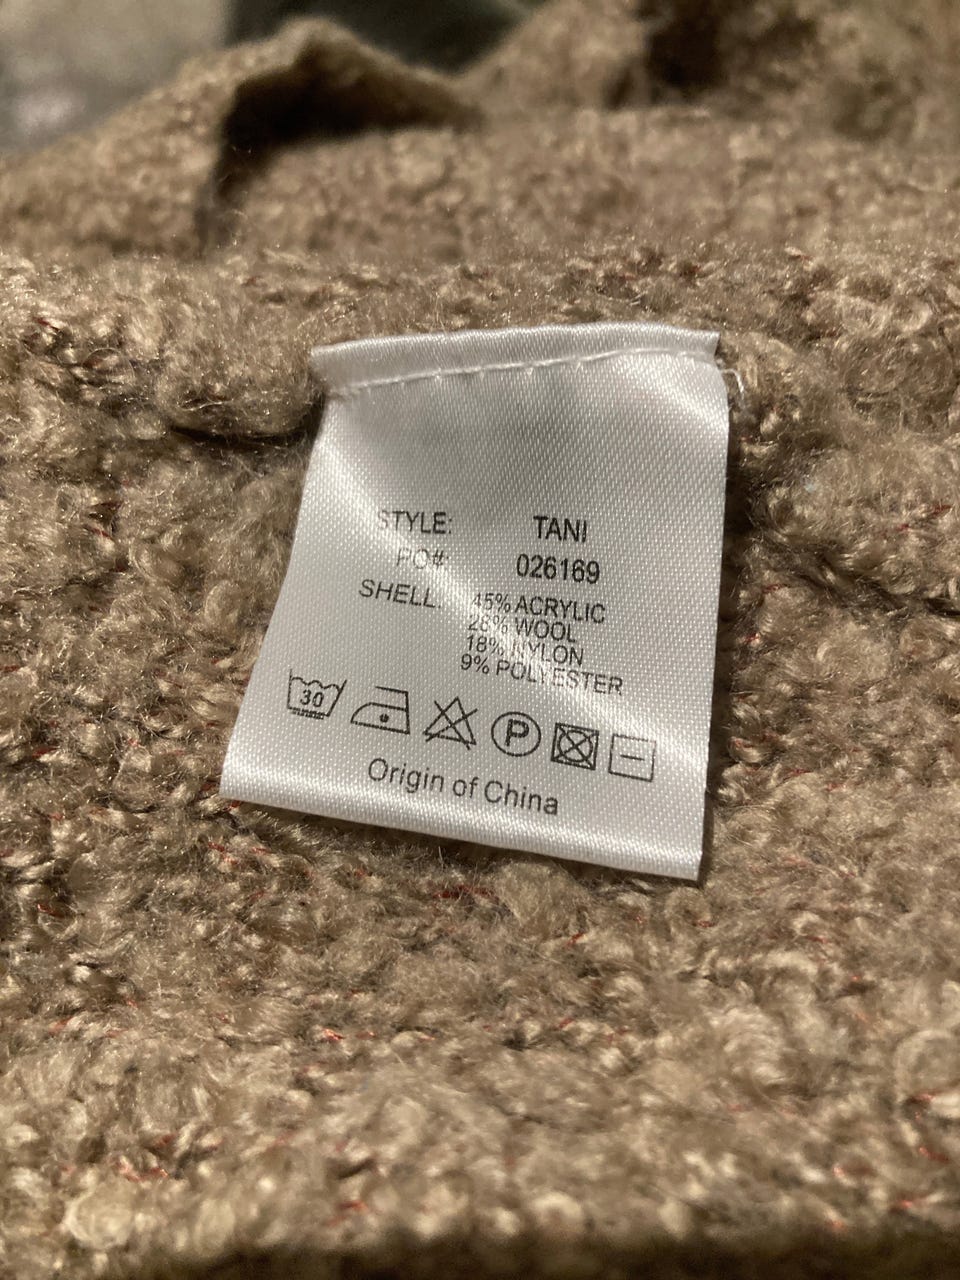 STYLE: TANI
PO#: 026169
SHELL: 45% ACRYLIC
28% WOOL
18% NYLON
9% POLYESTER
30 P
Origin of China